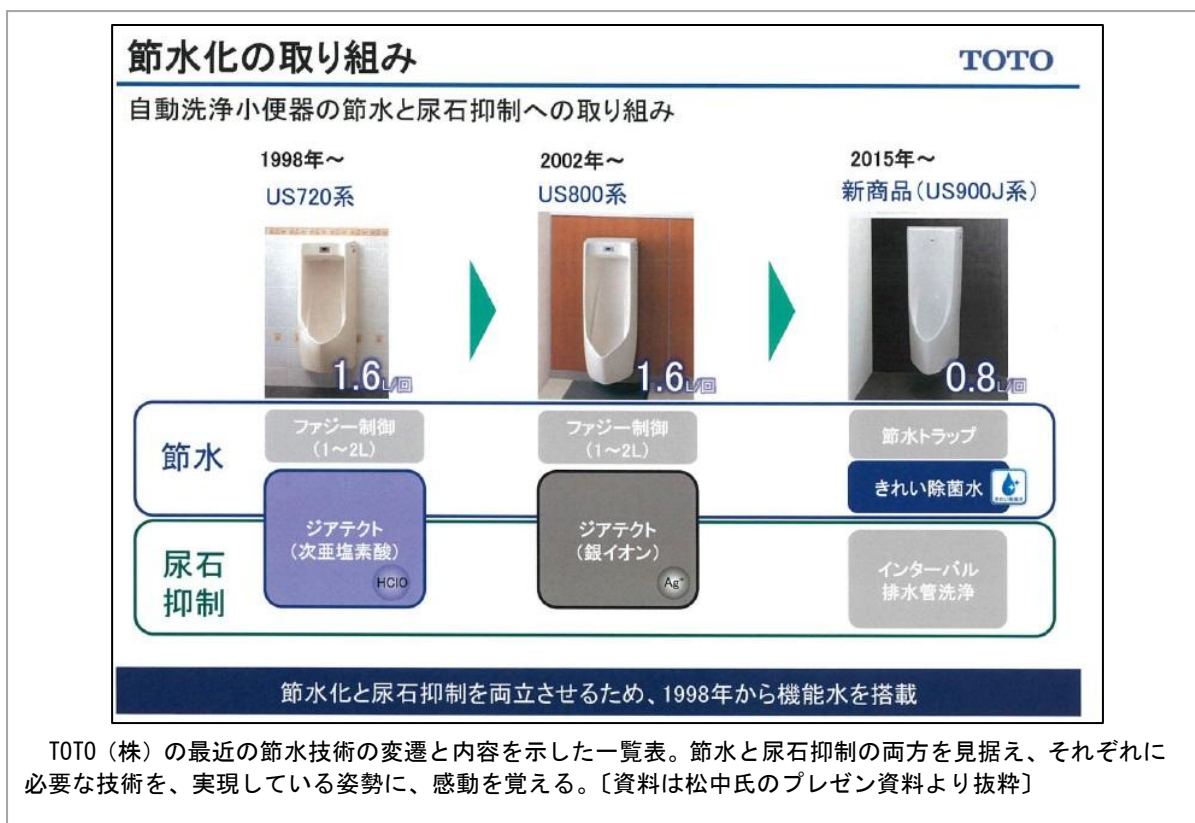 節水化の取り組み
TOTO
自動洗浄小便器の節水と尿石抑制への取り組み
1998年～
US720系
2002年～
US800系
2015年～
新商品(US900J系)
1.6L/回
1.6L/回
0.8L/回
節水
ファジー制御
(1～2L)
ファジー制御
(1～2L)
節水トラップ
きれい除菌水
きれい除菌水
ジアテクト
(次亜塩素酸)
HClO
ジアテクト
(銀イオン)
Ag⁺
尿石
抑制
インターバル
排水管洗浄
節水化と尿石抑制を両立させるため、1998年から機能水を搭載
TOTO（株）の最近の節水技術の変遷と内容を示した一覧表。節水と尿石抑制の両方を見据え、それぞれに
必要な技術を、実現している姿勢に、感動を覚える。〔資料は松中氏のプレゼン資料より抜粋〕